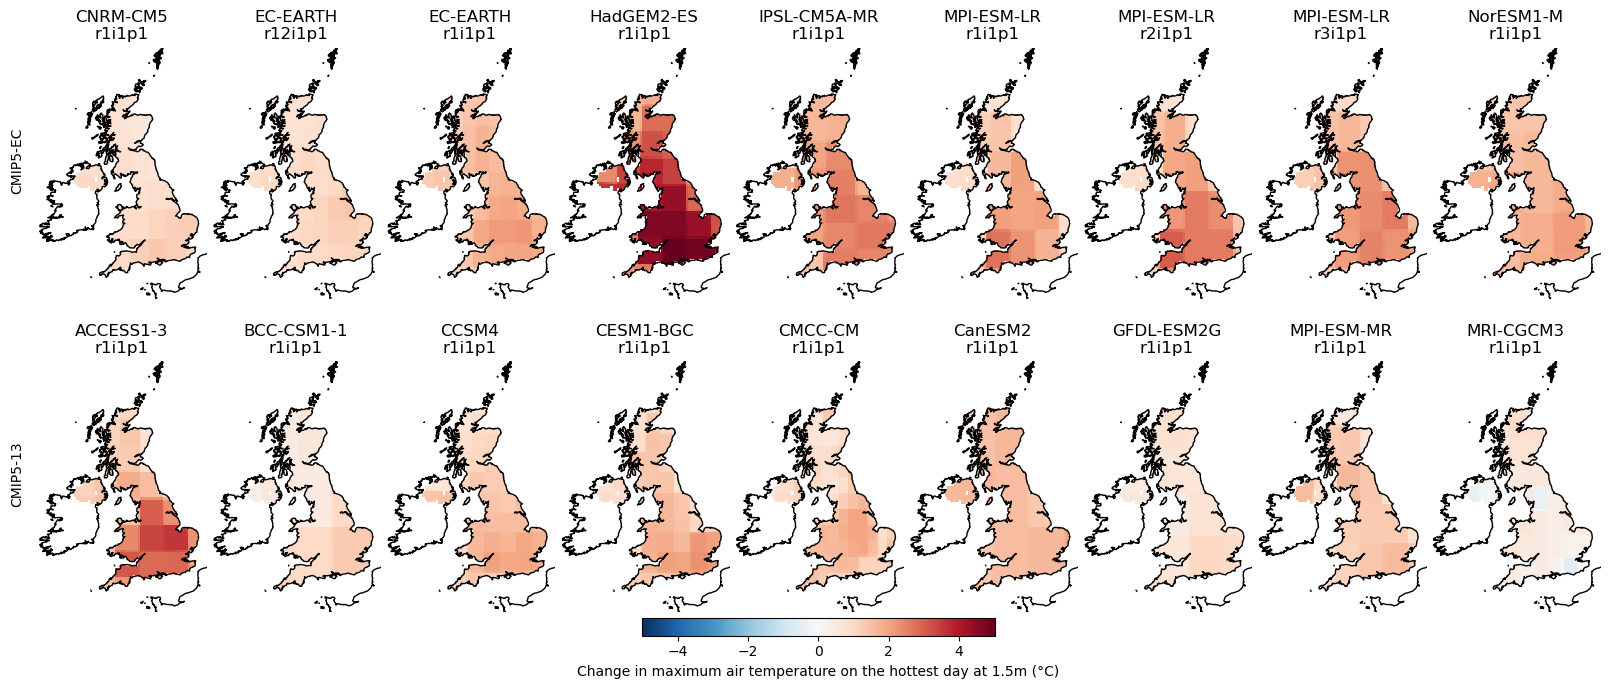 CNRM-CM5
r1i1p1
EC-EARTH
r12i1p1
EC-EARTH
r1i1p1
HadGEM2-ES
r1i1p1
IPSL-CM5A-MR
r1i1p1
MPI-ESM-LR
r1i1p1
MPI-ESM-LR
r2i1p1
MPI-ESM-LR
r3i1p1
NorESM1-M
r1i1p1
CMIP5-EC
ACCESS1-3
r1i1p1
BCC-CSM1-1
r1i1p1
CCSM4
r1i1p1
CESM1-BGC
r1i1p1
CMCC-CM
r1i1p1
CanESM2
r1i1p1
GFDL-ESM2G
r1i1p1
MPI-ESM-MR
r1i1p1
MRI-CGCM3
r1i1p1
CMIP5-13
−4 −2 0 2 4
Change in maximum air temperature on the hottest day at 1.5m (°C)